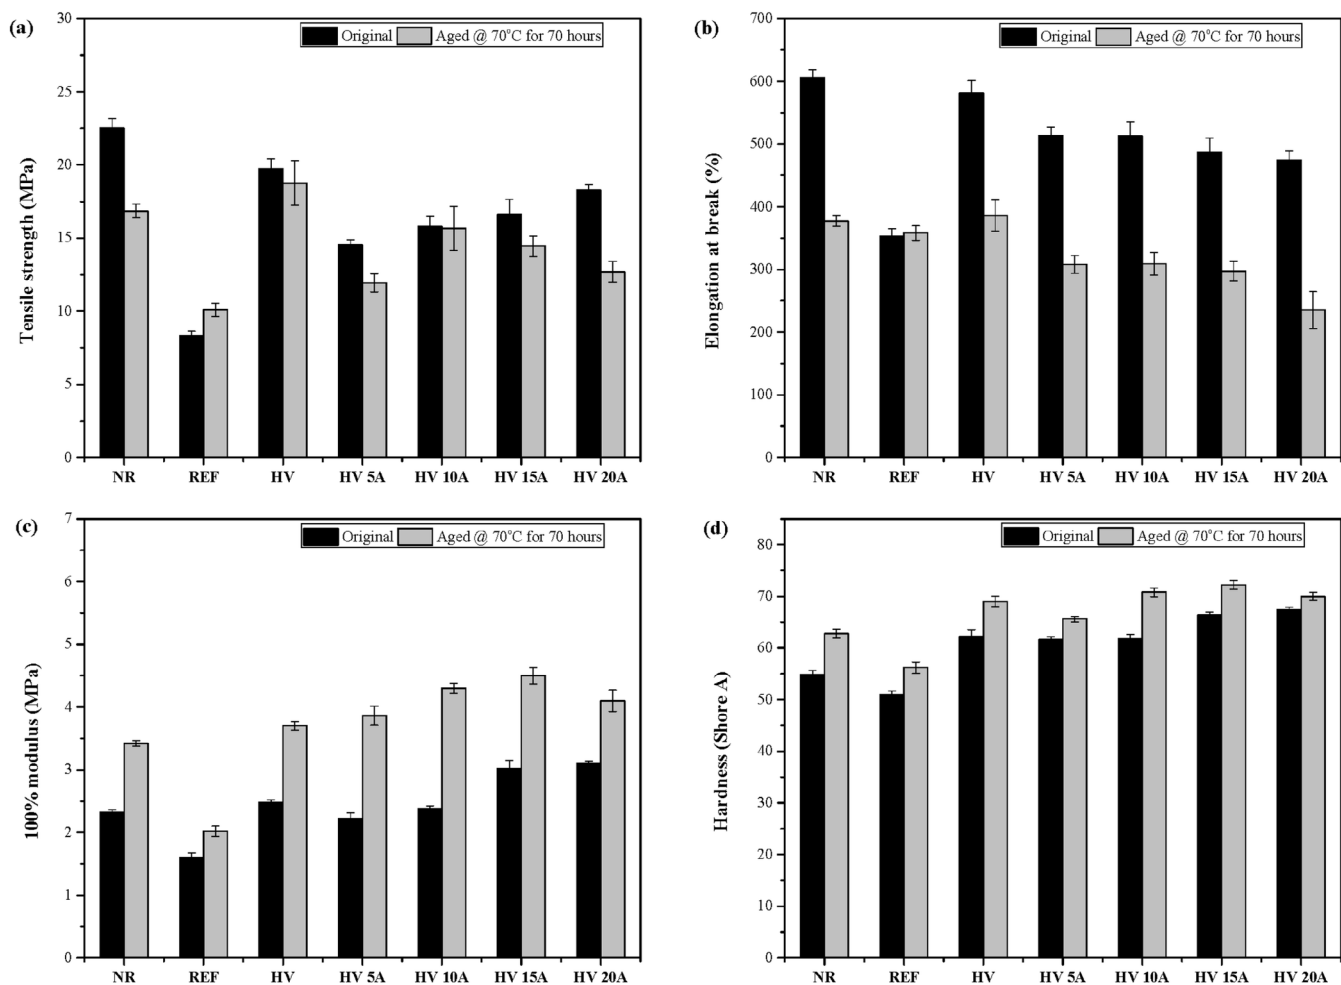 (a)
Original
Aged @ 70°C for 70 hours
Tensile strength (MPa)
30
25
20
15
10
5
0
NR REF HV HV 5A HV 10A HV 15A HV 20A
(b)
Original
Aged @ 70°C for 70 hours
Elongation at break (%)
700
600
500
400
300
200
100
0
NR REF HV HV 5A HV 10A HV 15A HV 20A
(c)
Original
Aged @ 70°C for 70 hours
100% modulus (MPa)
7
6
5
4
3
2
1
0
NR REF HV HV 5A HV 10A HV 15A HV 20A
(d)
Original
Aged @ 70°C for 70 hours
Hardness (Shore A)
80
70
60
50
40
30
20
10
0
NR REF HV HV 5A HV 10A HV 15A HV 20A